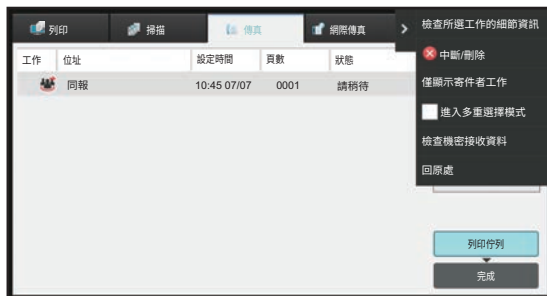 列印
掃描
傳真
網際傳真
工作 位址 設定時間 頁數 狀態
同報 10:45 07/07 0001 請稍待
檢查所選工作的細節資訊
中斷/刪除
僅顯示寄件者工作
進入多重選擇模式
檢查機密接收資料
回原處
列印佇列
完成